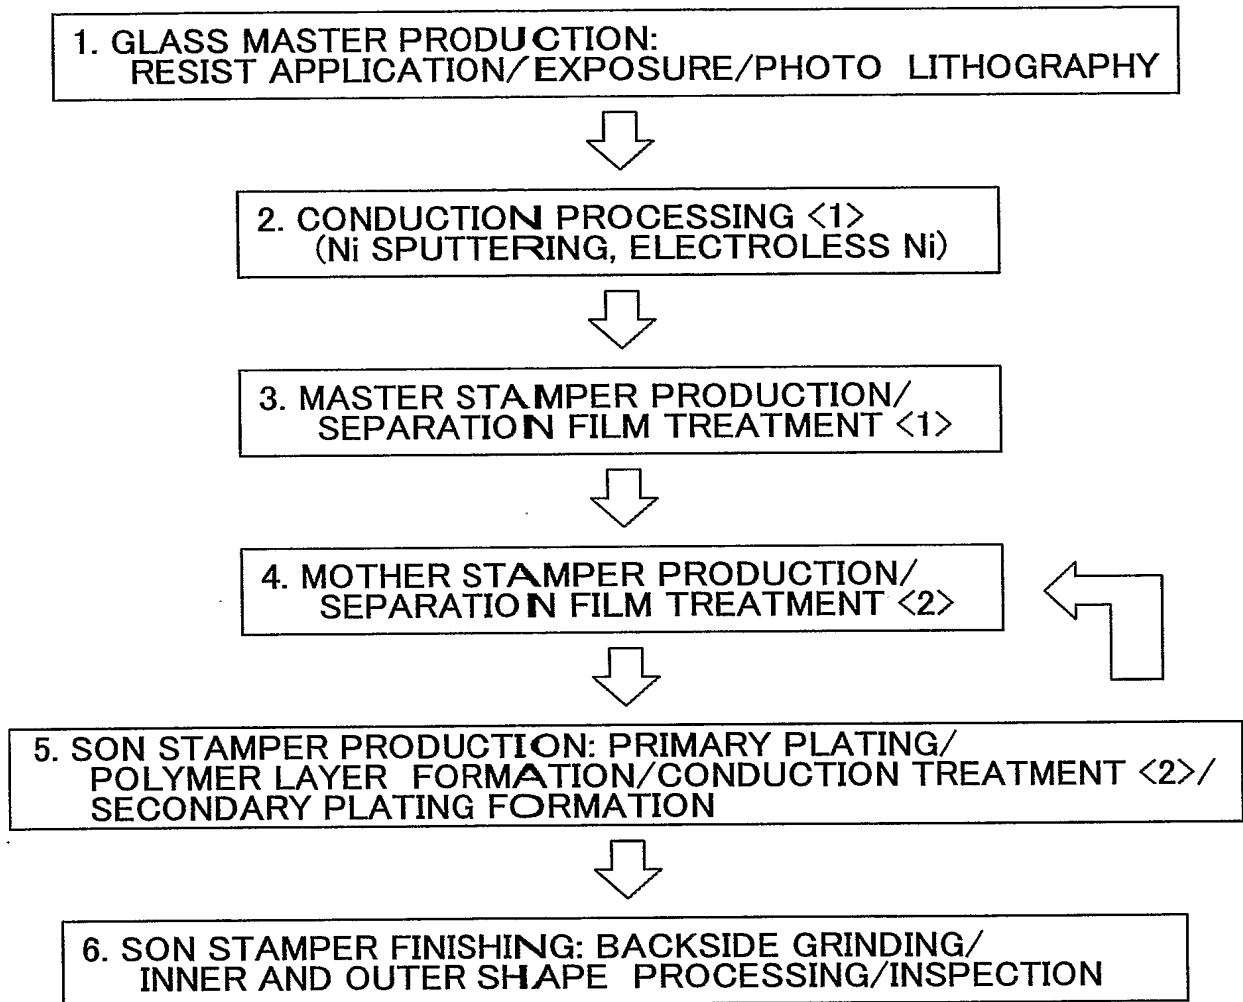 1. GLASS MASTER PRODUCTION:
RESIST APPLICATION/EXPOSURE/PHOTO LITHOGRAPHY
2. CONDUCTION PROCESSING <1>
(Ni SPUTTERING, ELECTROLESS Ni)
3. MASTER STAMPER PRODUCTION/
SEPARATION FILM TREATMENT <1>
4. MOTHER STAMPER PRODUCTION/
SEPARATION FILM TREATMENT <2>
5. SON STAMPER PRODUCTION: PRIMARY PLATING/
POLYMER LAYER FORMATION/CONDUCTION TREATMENT <2>/
SECONDARY PLATING FORMATION
6. SON STAMPER FINISHING: BACKSIDE GRINDING/
INNER AND OUTER SHAPE PROCESSING/INSPECTION